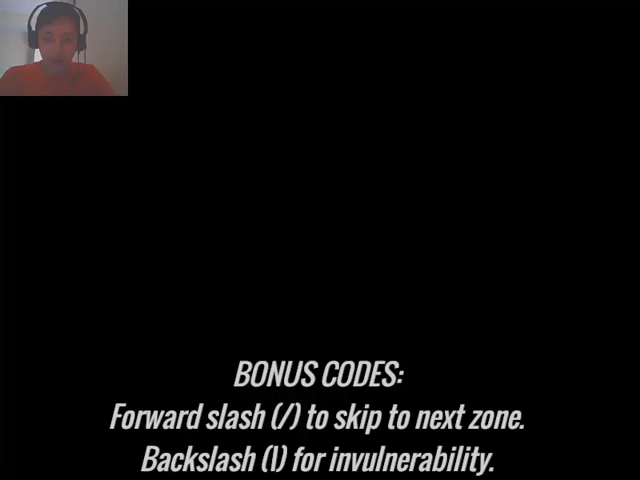 BONUS CODES:
Forward slash (/) to skip to next zone.
Backslash (\) for invulnerability.